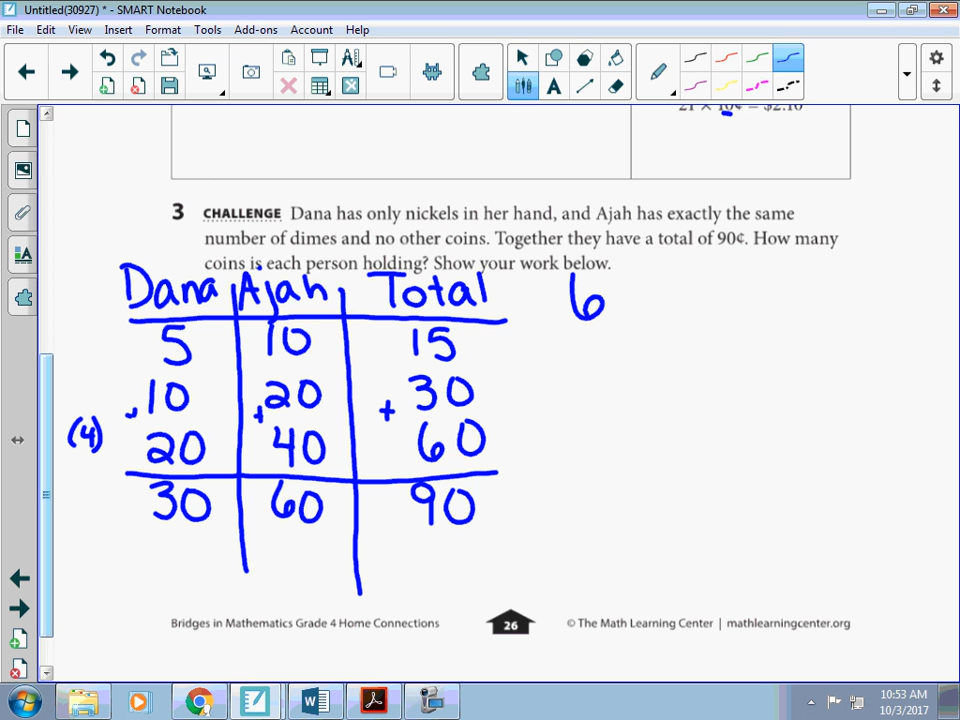 Untitled(30927) * - SMART Notebook
File Edit View Insert Format Tools Add-ons Account Help
21 × 10¢ = $2.10
3 CHALLENGE Dana has only nickels in her hand, and Ajah has exactly the same
number of dimes and no other coins. Together they have a total of 90¢. How many
coins is each person holding? Show your work below.
Dana Ajah Total 6
5 10 15
+10 +20 +30
(4) 20 40 60
30 60 90
Bridges in Mathematics Grade 4 Home Connections 26 © The Math Learning Center | mathlearningcenter.org
10:53 AM
10/3/2017